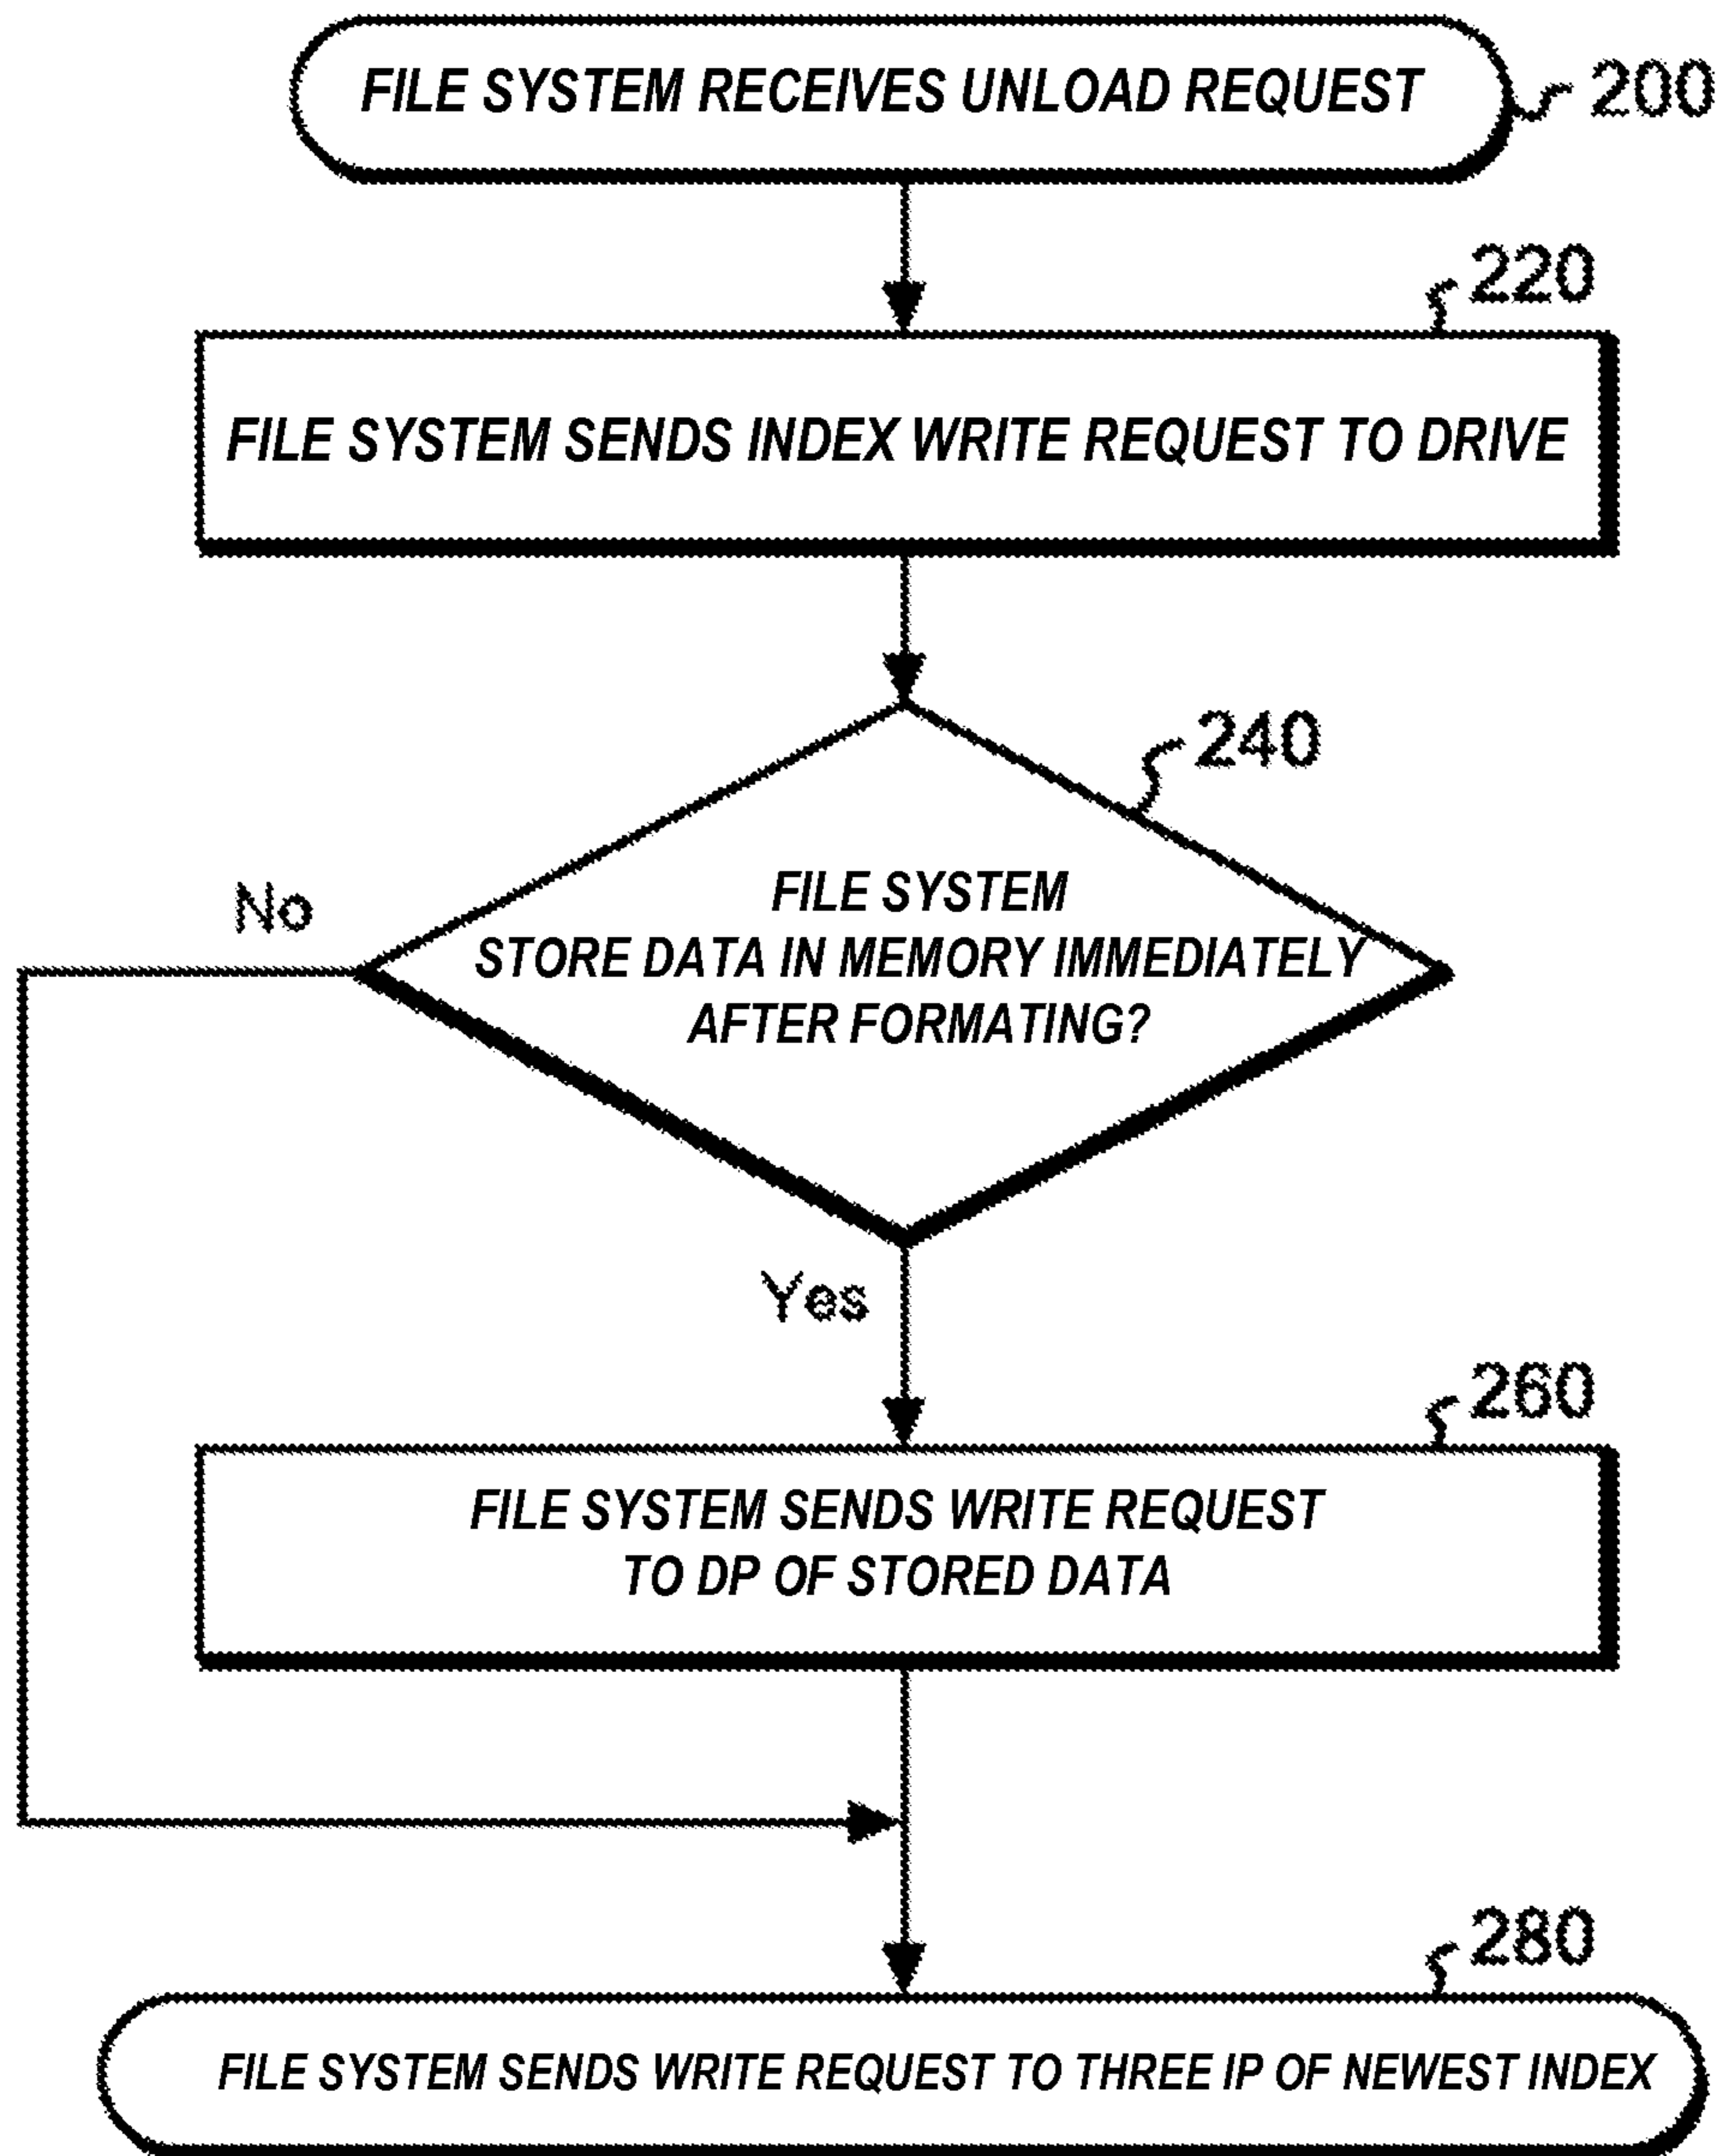 FILE SYSTEM RECEIVES UNLOAD REQUEST
200
220
FILE SYSTEM SENDS INDEX WRITE REQUEST TO DRIVE
240
No
FILE SYSTEM
STORE DATA IN MEMORY IMMEDIATELY
AFTER FORMATING?
Yes
260
FILE SYSTEM SENDS WRITE REQUEST
TO DP OF STORED DATA
280
FILE SYSTEM SENDS WRITE REQUEST TO THREE IP OF NEWEST INDEX